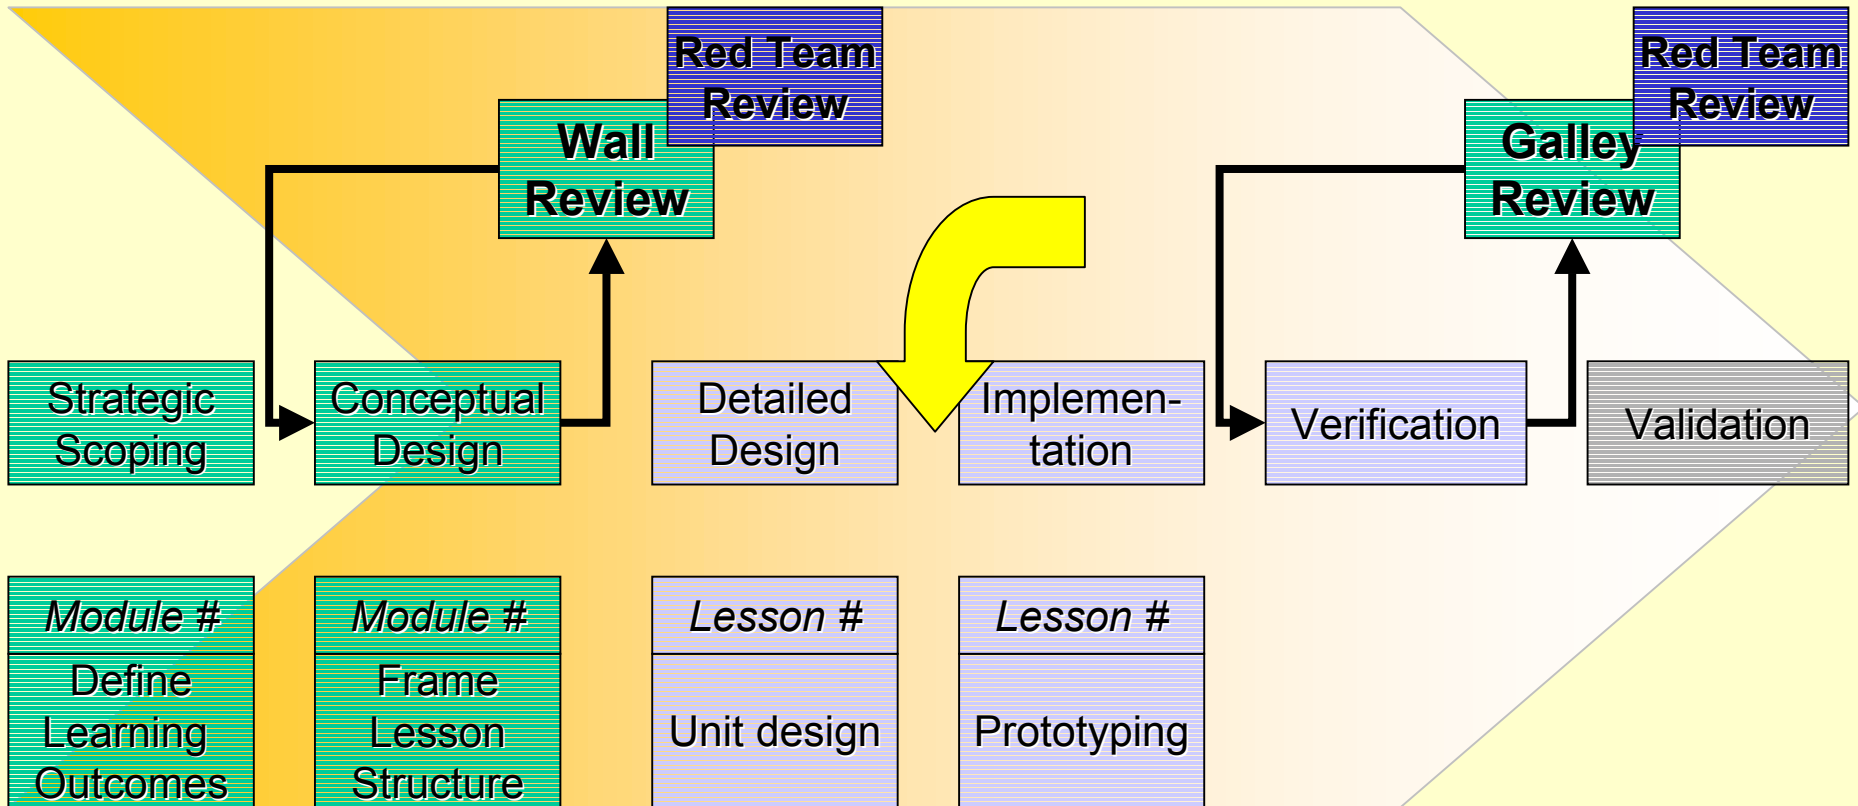 Red Team
Review
Red Team
Review
Wall
Review
Galley
Review
Strategic
Scoping
Conceptual
Design
Detailed
Design
Implemen-
tation
Verification
Validation
Module #
Define
Learning
Outcomes
Module #
Frame
Lesson
Structure
Lesson #
Unit design
Lesson #
Prototyping